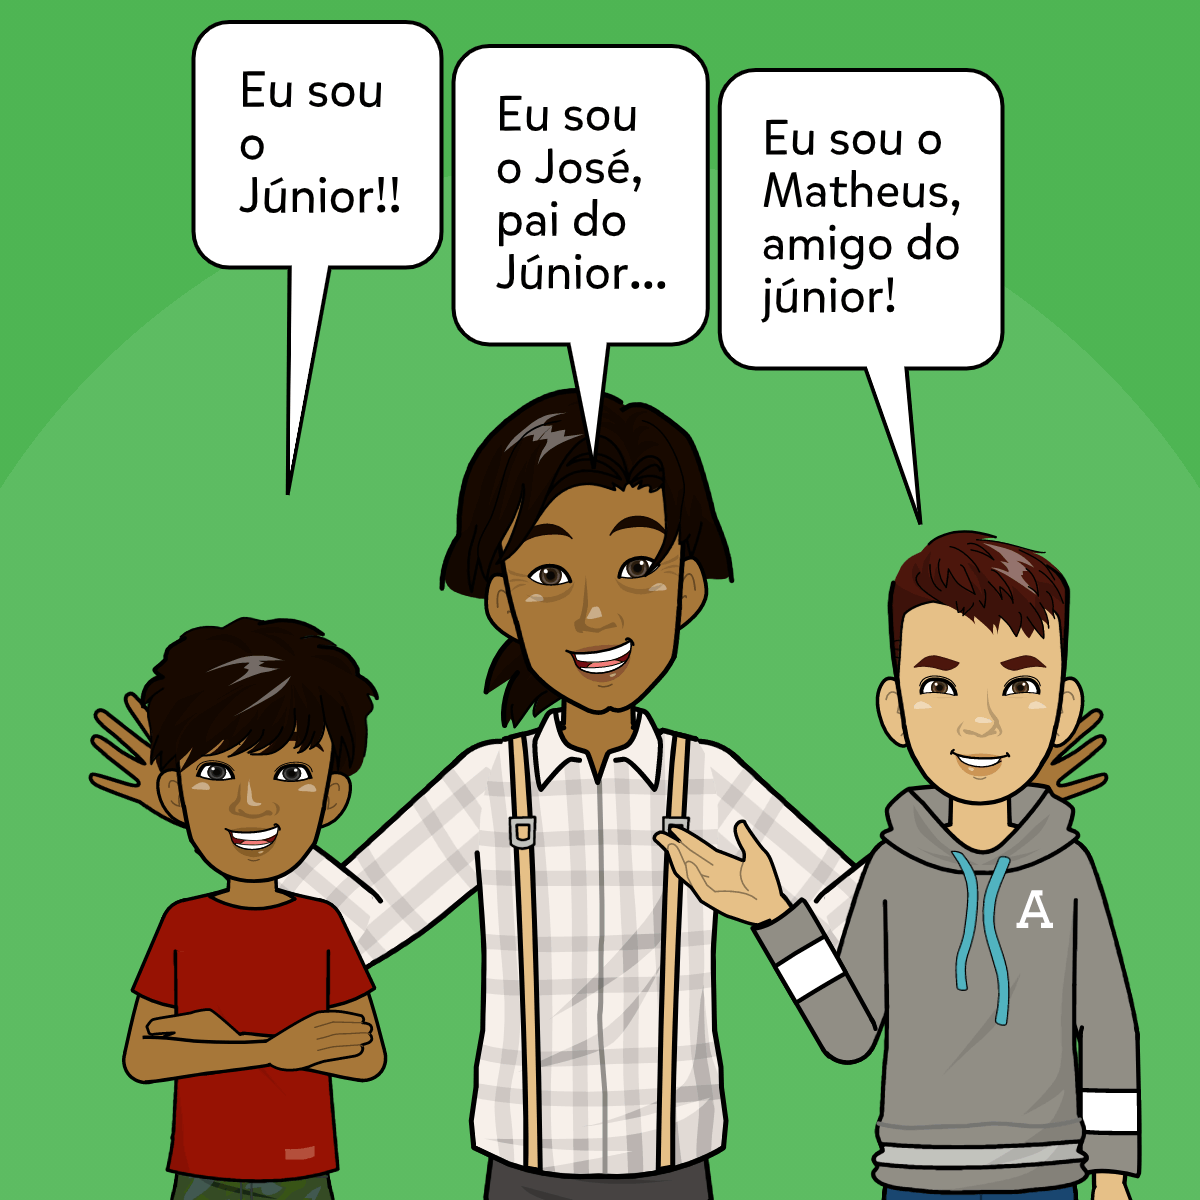 Eu sou
o
Júnior!!
Eu sou
o José,
pai do
Júnior...
Eu sou o
Matheus,
amigo do
júnior!
A